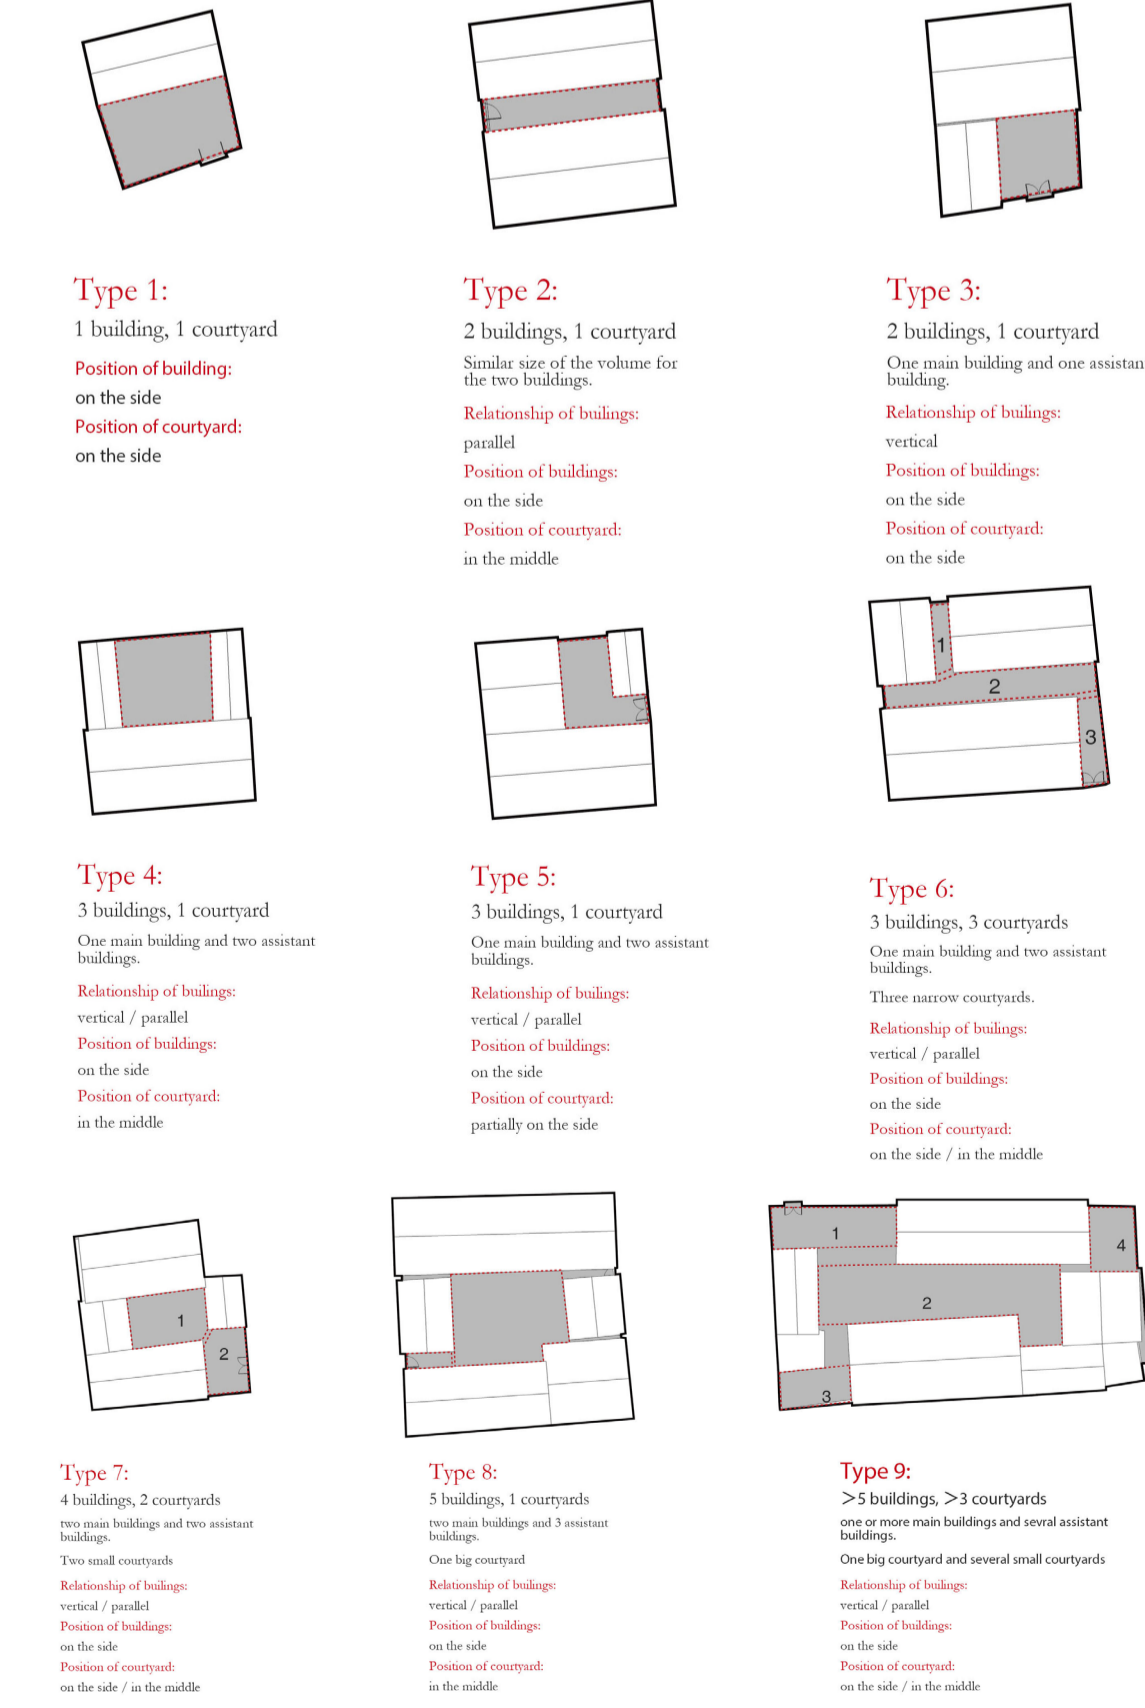 Type 1:
1 building, 1 courtyard
Position of building:
on the side
Position of courtyard:
on the side
Type 2:
2 buildings, 1 courtyard
Similar size of the volume for
the two buildings.
Relationship of builings:
parallel
Position of buildings:
on the side
Position of courtyard:
in the middle
Type 3:
2 buildings, 1 courtyard
One main building and one assistan
building.
Relationship of builings:
vertical
Position of buildings:
on the side
Position of courtyard:
on the side
Type 4:
3 buildings, 1 courtyard
One main building and two assistant
buildings.
Relationship of builings:
vertical / parallel
Position of buildings:
on the side
Position of courtyard:
in the middle
Type 5:
3 buildings, 1 courtyard
One main building and two assistant
buildings.
Relationship of builings:
vertical / parallel
Position of buildings:
on the side
Position of courtyard:
partially on the side
1
2
3
Type 6:
3 buildings, 3 courtyards
One main building and two assistant
buildings.
Three narrow courtyards.
Relationship of builings:
vertical / parallel
Position of buildings:
on the side
Position of courtyard:
on the side / in the middle
1
2
Type 7:
4 buildings, 2 courtyards
two main buildings and two assistant
buildings.
Two small courtyards
Relationship of builings:
vertical / parallel
Position of buildings:
on the side
Position of courtyard:
on the side / in the middle
Type 8:
5 buildings, 1 courtyards
two main buildings and 3 assistant
buildings.
One big courtyard
Relationship of builings:
vertical / parallel
Position of buildings:
on the side
Position of courtyard:
in the middle
1
4
2
3
Type 9:
>5 buildings, >3 courtyards
one or more main buildings and sevral assistant
buildings.
One big courtyard and several small courtyards
Relationship of builings:
vertical / parallel
Position of buildings:
on the side
Position of courtyard:
on the side / in the middle